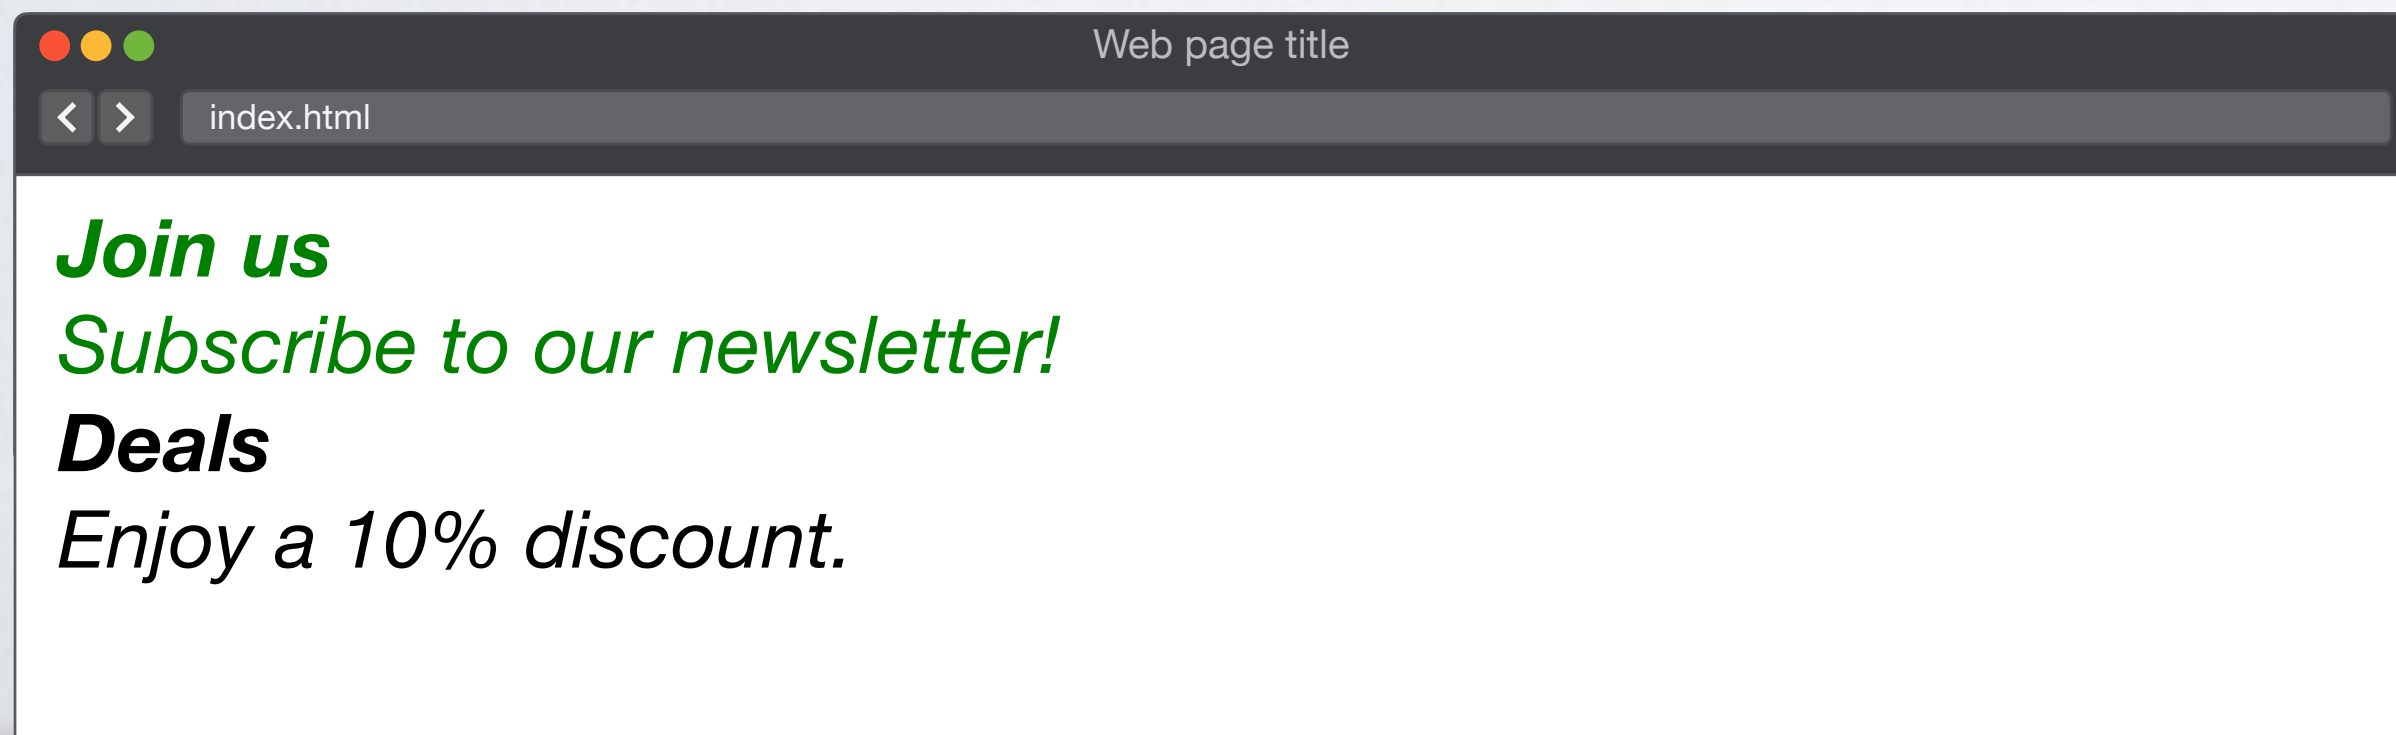 Web page title
index.html
Join us
Subscribe to our newsletter!
Deals
Enjoy a 10% discount.